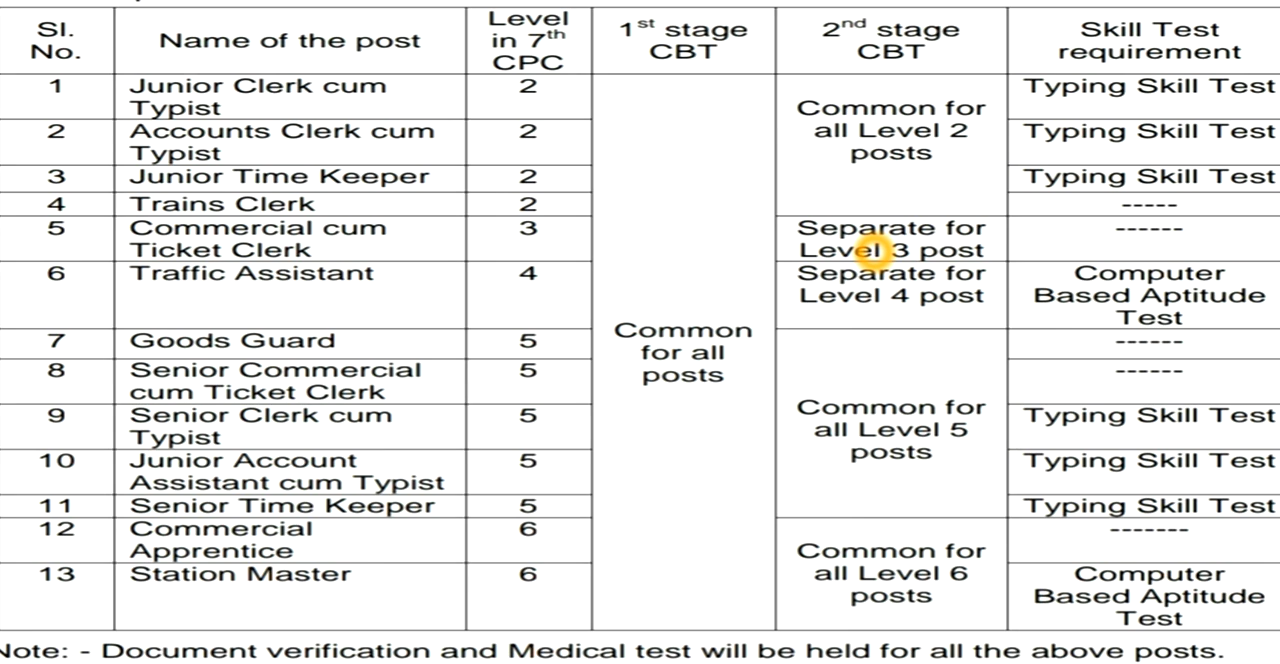 Sl. No. | Name of the post | Level in 7th CPC | 1st stage CBT | 2nd stage CBT | Skill Test requirement
1 | Junior Clerk cum Typist | 2 | Common for all posts | Common for all Level 2 posts | Typing Skill Test
2 | Accounts Clerk cum Typist | 2 | Typing Skill Test
3 | Junior Time Keeper | 2 | Typing Skill Test
4 | Trains Clerk | 2 | -----
5 | Commercial cum Ticket Clerk | 3 | Separate for Level 3 post | ------
6 | Traffic Assistant | 4 | Separate for Level 4 post | Computer Based Aptitude Test
7 | Goods Guard | 5 | Common for all Level 5 posts | ------
8 | Senior Commercial cum Ticket Clerk | 5 | ------
9 | Senior Clerk cum Typist | 5 | Typing Skill Test
10 | Junior Account Assistant cum Typist | 5 | Typing Skill Test
11 | Senior Time Keeper | 5 | Typing Skill Test
12 | Commercial Apprentice | 6 | Common for all Level 6 posts | -------
13 | Station Master | 6 | Computer Based Aptitude Test
Note: - Document verification and Medical test will be held for all the above posts.